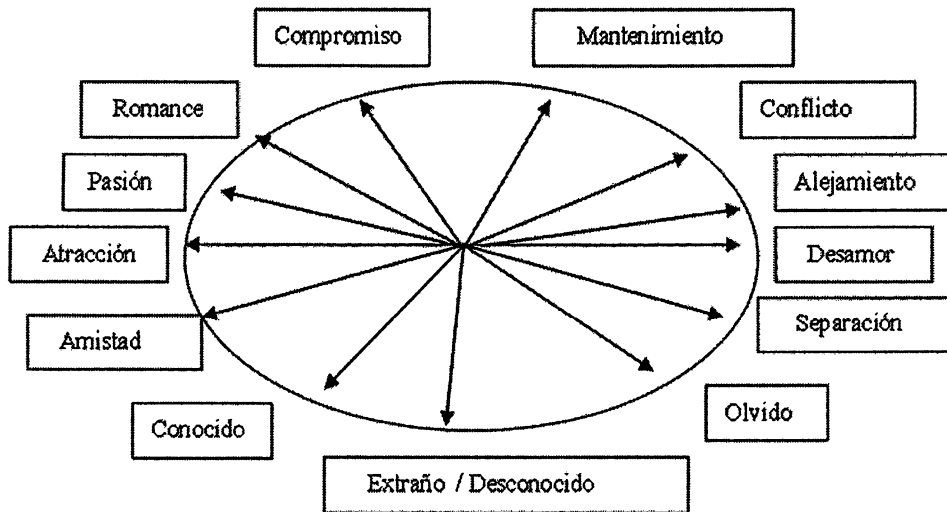 Compromiso
Mantenimiento
Romance
Conflicto
Pasión
Alejamiento
Atracción
Desamor
Amistad
Separación
Conocido
Olvido
Extraño / Desconocido